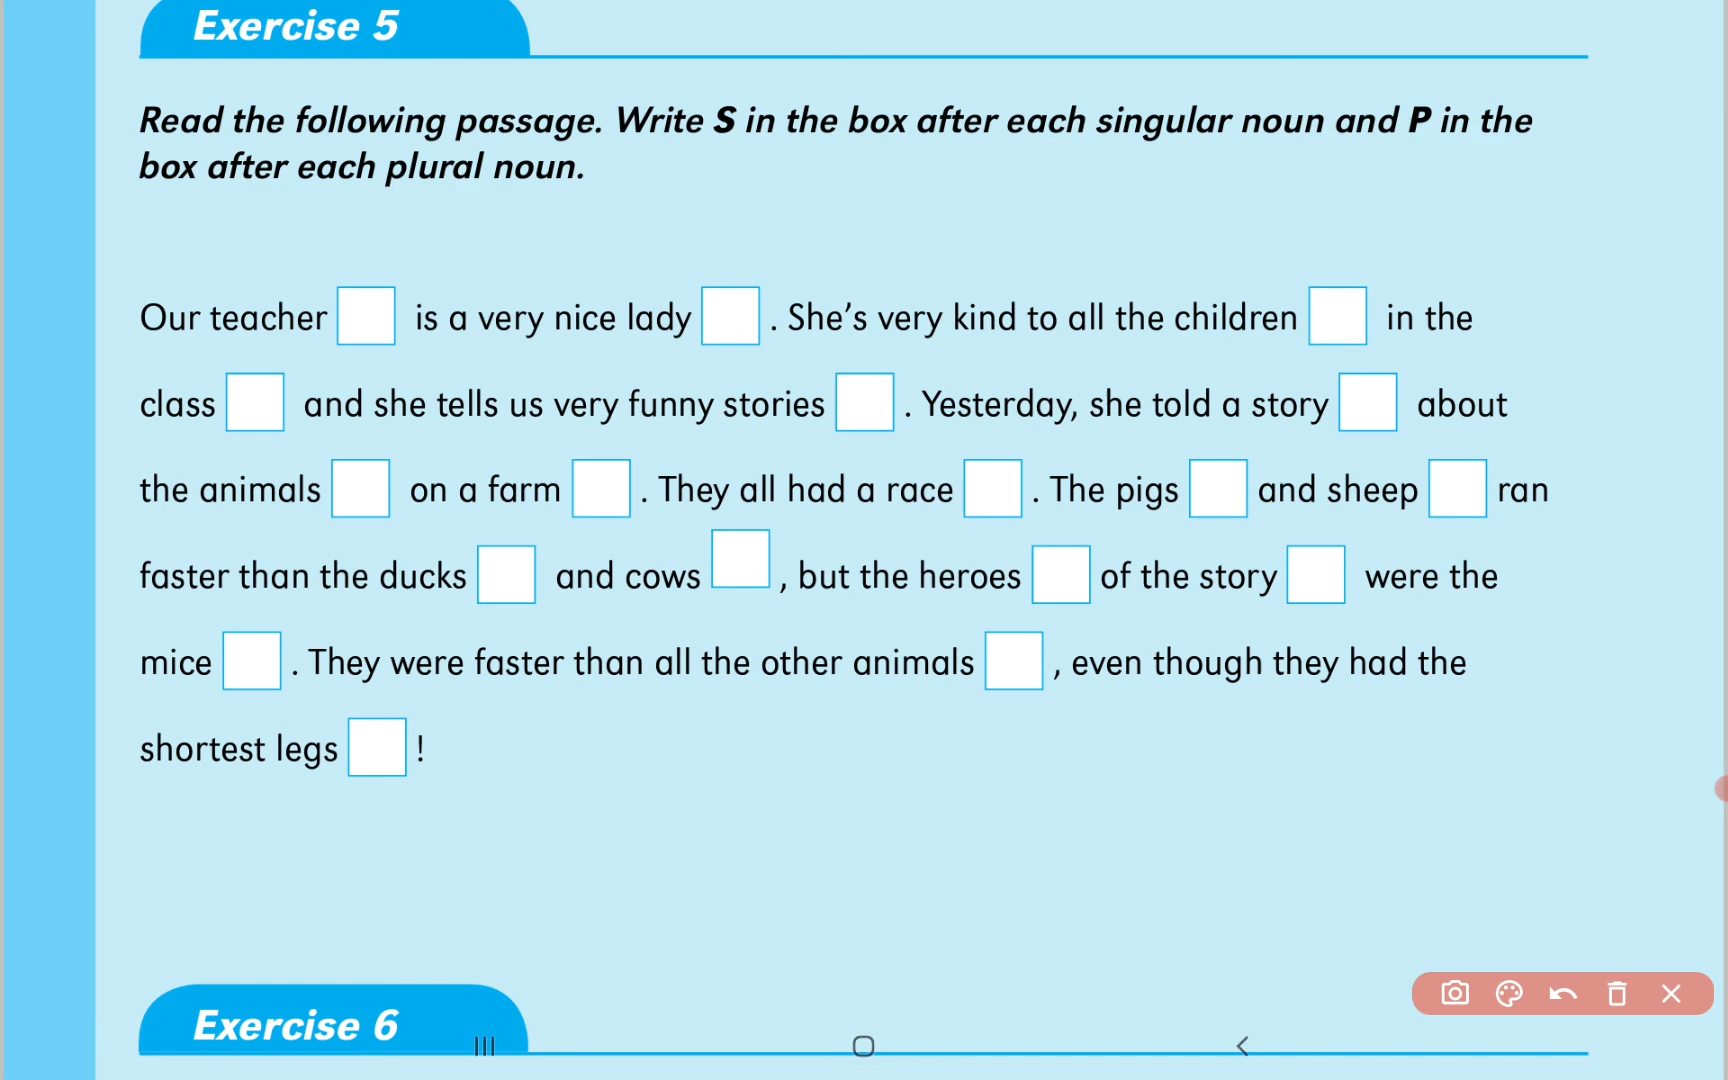 Exercise 5
Read the following passage. Write S in the box after each singular noun and P in the
box after each plural noun.
Our teacher is a very nice lady . She’s very kind to all the children in the
class and she tells us very funny stories . Yesterday, she told a story about
the animals on a farm . They all had a race . The pigs and sheep ran
faster than the ducks and cows , but the heroes of the story were the
mice . They were faster than all the other animals , even though they had the
shortest legs !
Exercise 6